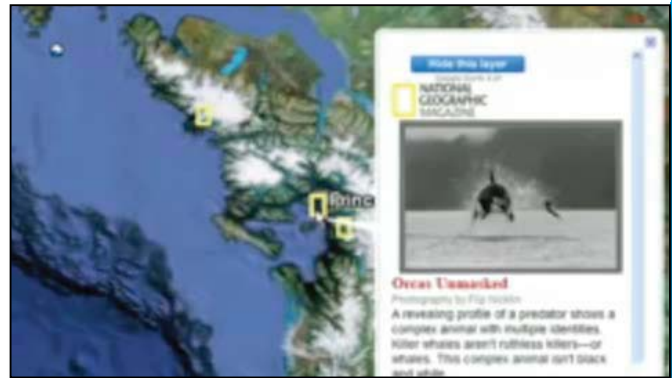 Hide this layer
NATIONAL
GEOGRAPHIC
MAGAZINE
Princ
Orcas Unmasked
Photography by Flip Nicklin
A revealing profile of a predator shows a
complex animal with multiple identities.
Killer whales aren't ruthless killers—or
whales. This complex animal isn't black
and white